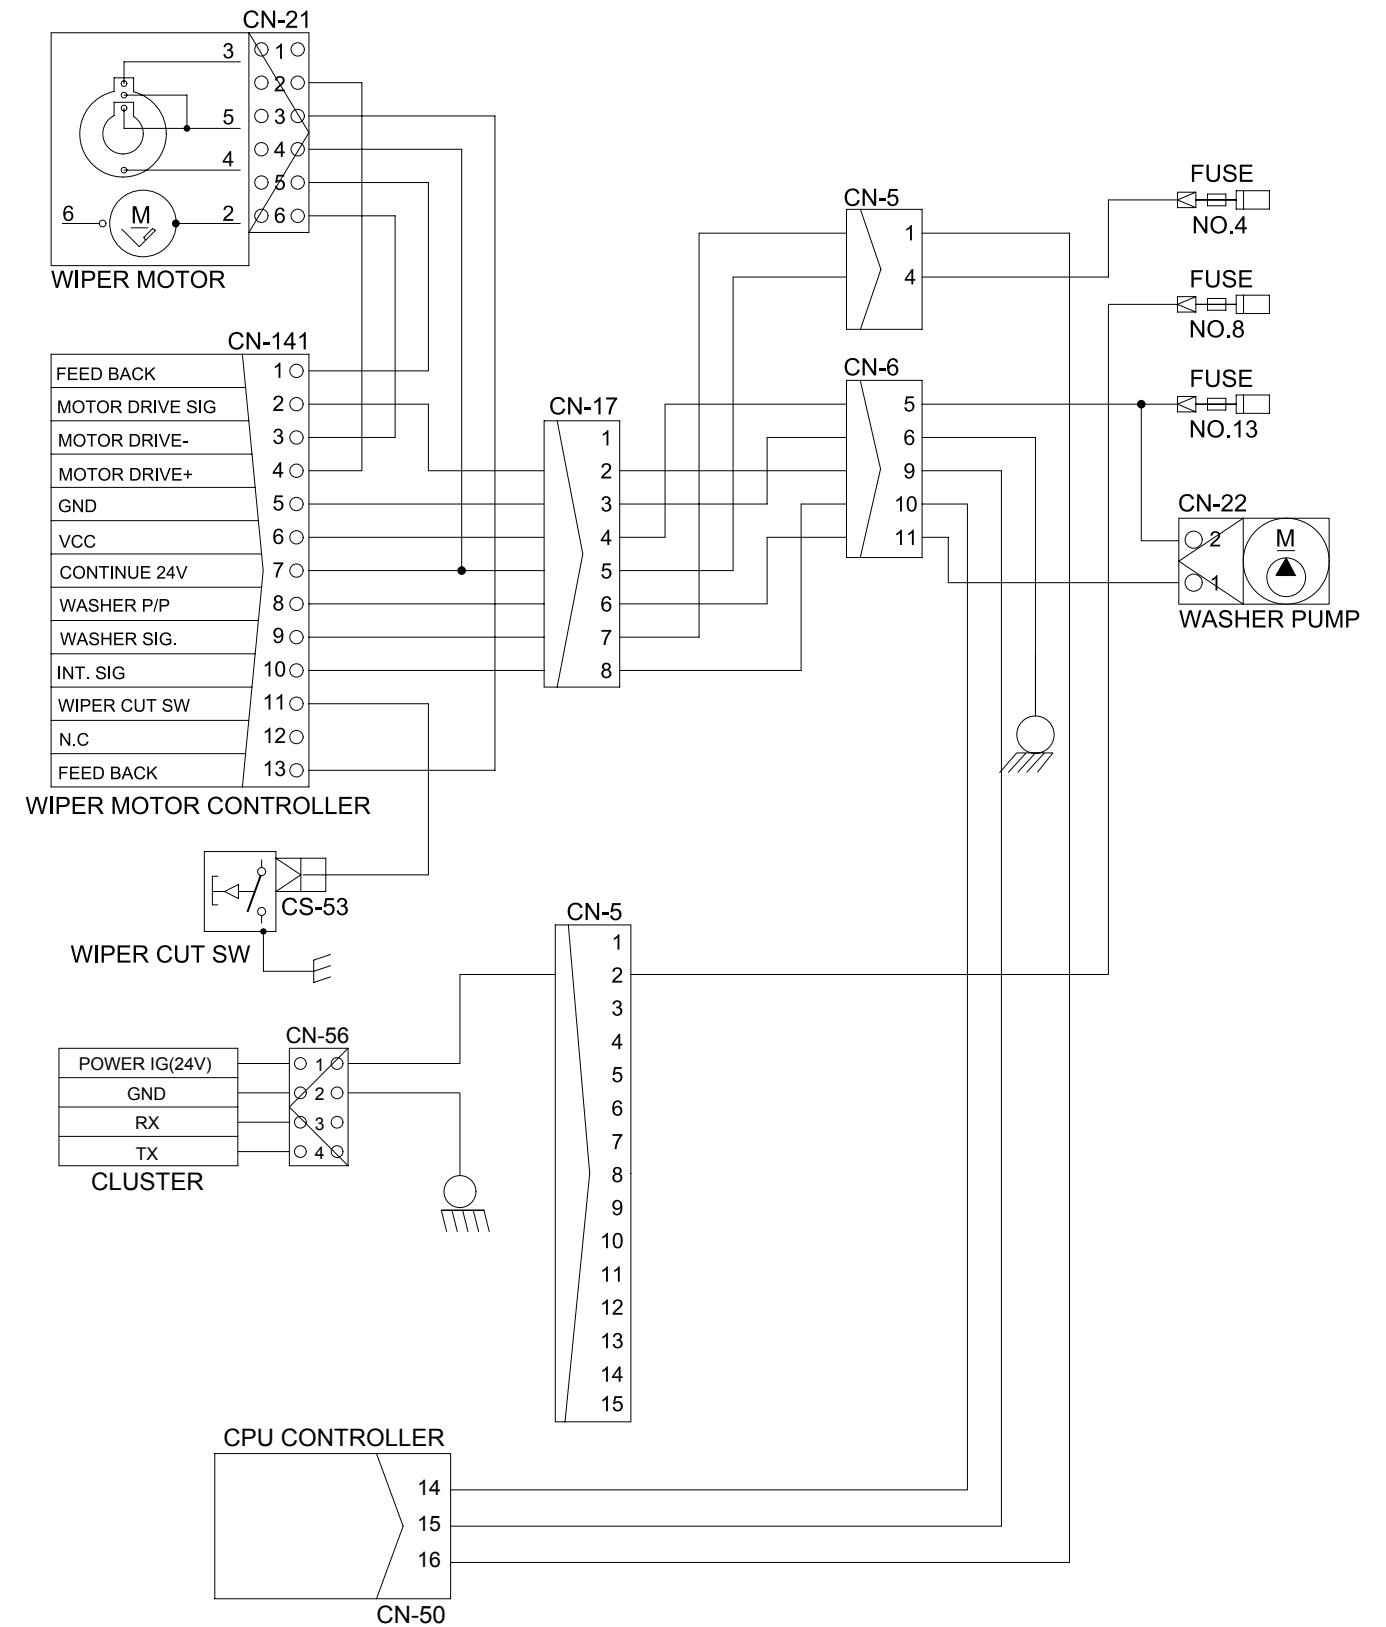 CN-21
3
5
4
6
M
2
1
2
3
4
5
6
WIPER MOTOR
CN-141
FEED BACK 1
MOTOR DRIVE SIG 2
MOTOR DRIVE- 3
MOTOR DRIVE+ 4
GND 5
VCC 6
CONTINUE 24V 7
WASHER P/P 8
WASHER SIG. 9
INT. SIG 10
WIPER CUT SW 11
N.C 12
FEED BACK 13
WIPER MOTOR CONTROLLER
CN-17
1
2
3
4
5
6
7
8
CN-5
1
4
CN-6
5
6
9
10
11
FUSE
NO.4
FUSE
NO.8
FUSE
NO.13
CN-22
2
1
M
WASHER PUMP
CS-53
WIPER CUT SW
CN-56
POWER IG(24V) 1
GND 2
RX 3
TX 4
CLUSTER
CN-5
1
2
3
4
5
6
7
8
9
10
11
12
13
14
15
CPU CONTROLLER
14
15
16
CN-50